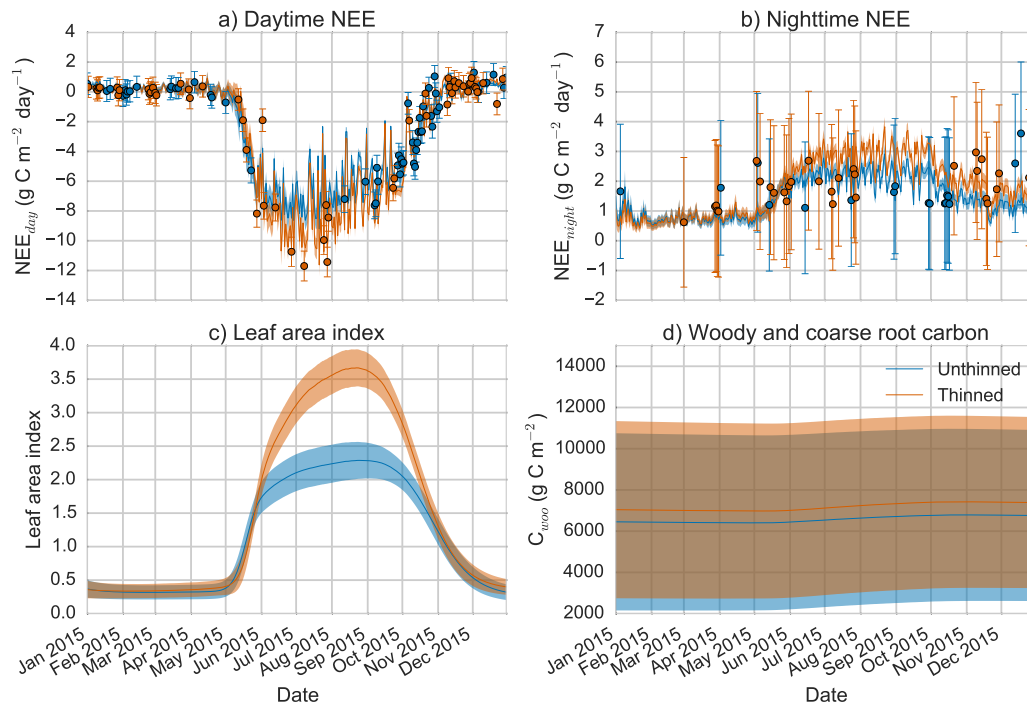 a) Daytime NEE
NEE_day (g C m⁻² day⁻¹)
4
2
0
−2
−4
−6
−8
−10
−12
−14
b) Nighttime NEE
NEE_night (g C m⁻² day⁻¹)
7
6
5
4
3
2
1
0
−1
−2
c) Leaf area index
Leaf area index
4.0
3.5
3.0
2.5
2.0
1.5
1.0
0.5
0.0
Jan 2015
Feb 2015
Mar 2015
Apr 2015
May 2015
Jun 2015
Jul 2015
Aug 2015
Sep 2015
Oct 2015
Nov 2015
Dec 2015
Date
d) Woody and coarse root carbon
C_woo (g C m⁻²)
14000
12000
10000
8000
6000
4000
2000
Unthinned
Thinned
Jan 2015
Feb 2015
Mar 2015
Apr 2015
May 2015
Jun 2015
Jul 2015
Aug 2015
Sep 2015
Oct 2015
Nov 2015
Dec 2015
Date